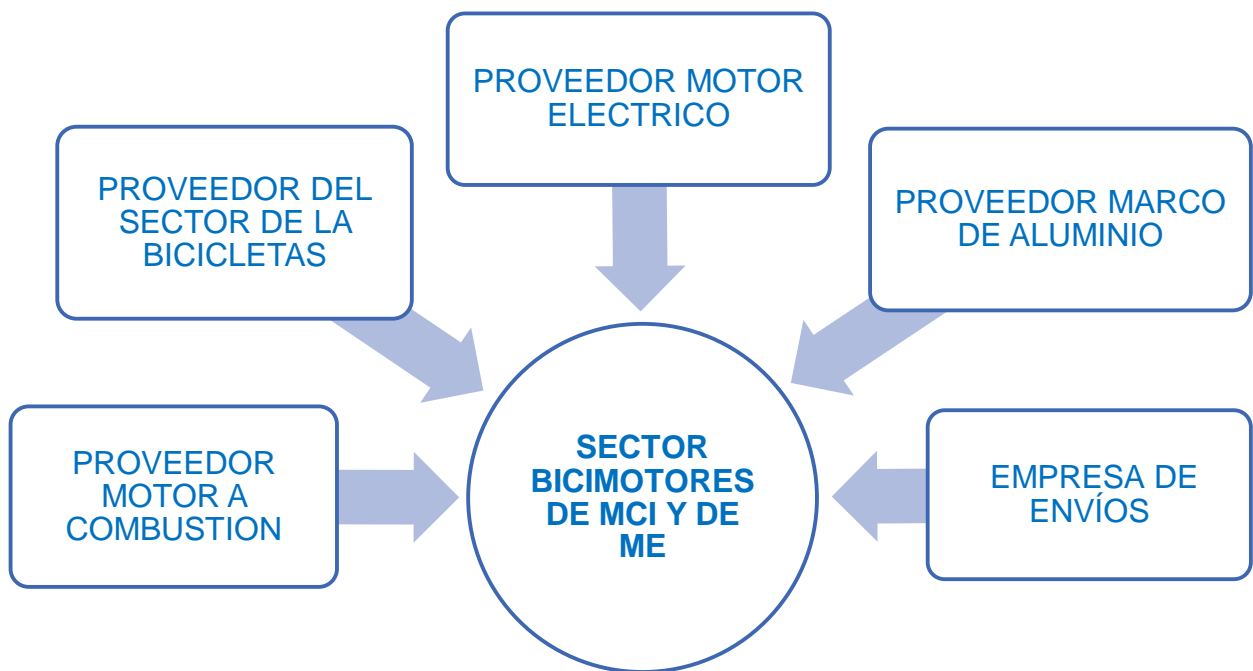 PROVEEDOR MOTOR
ELECTRICO
PROVEEDOR DEL
SECTOR DE LA
BICICLETAS
PROVEEDOR MARCO
DE ALUMINIO
PROVEEDOR
MOTOR A
COMBUSTION
SECTOR
BICIMOTORES
DE MCI Y DE
ME
EMPRESA DE
ENVÍOS